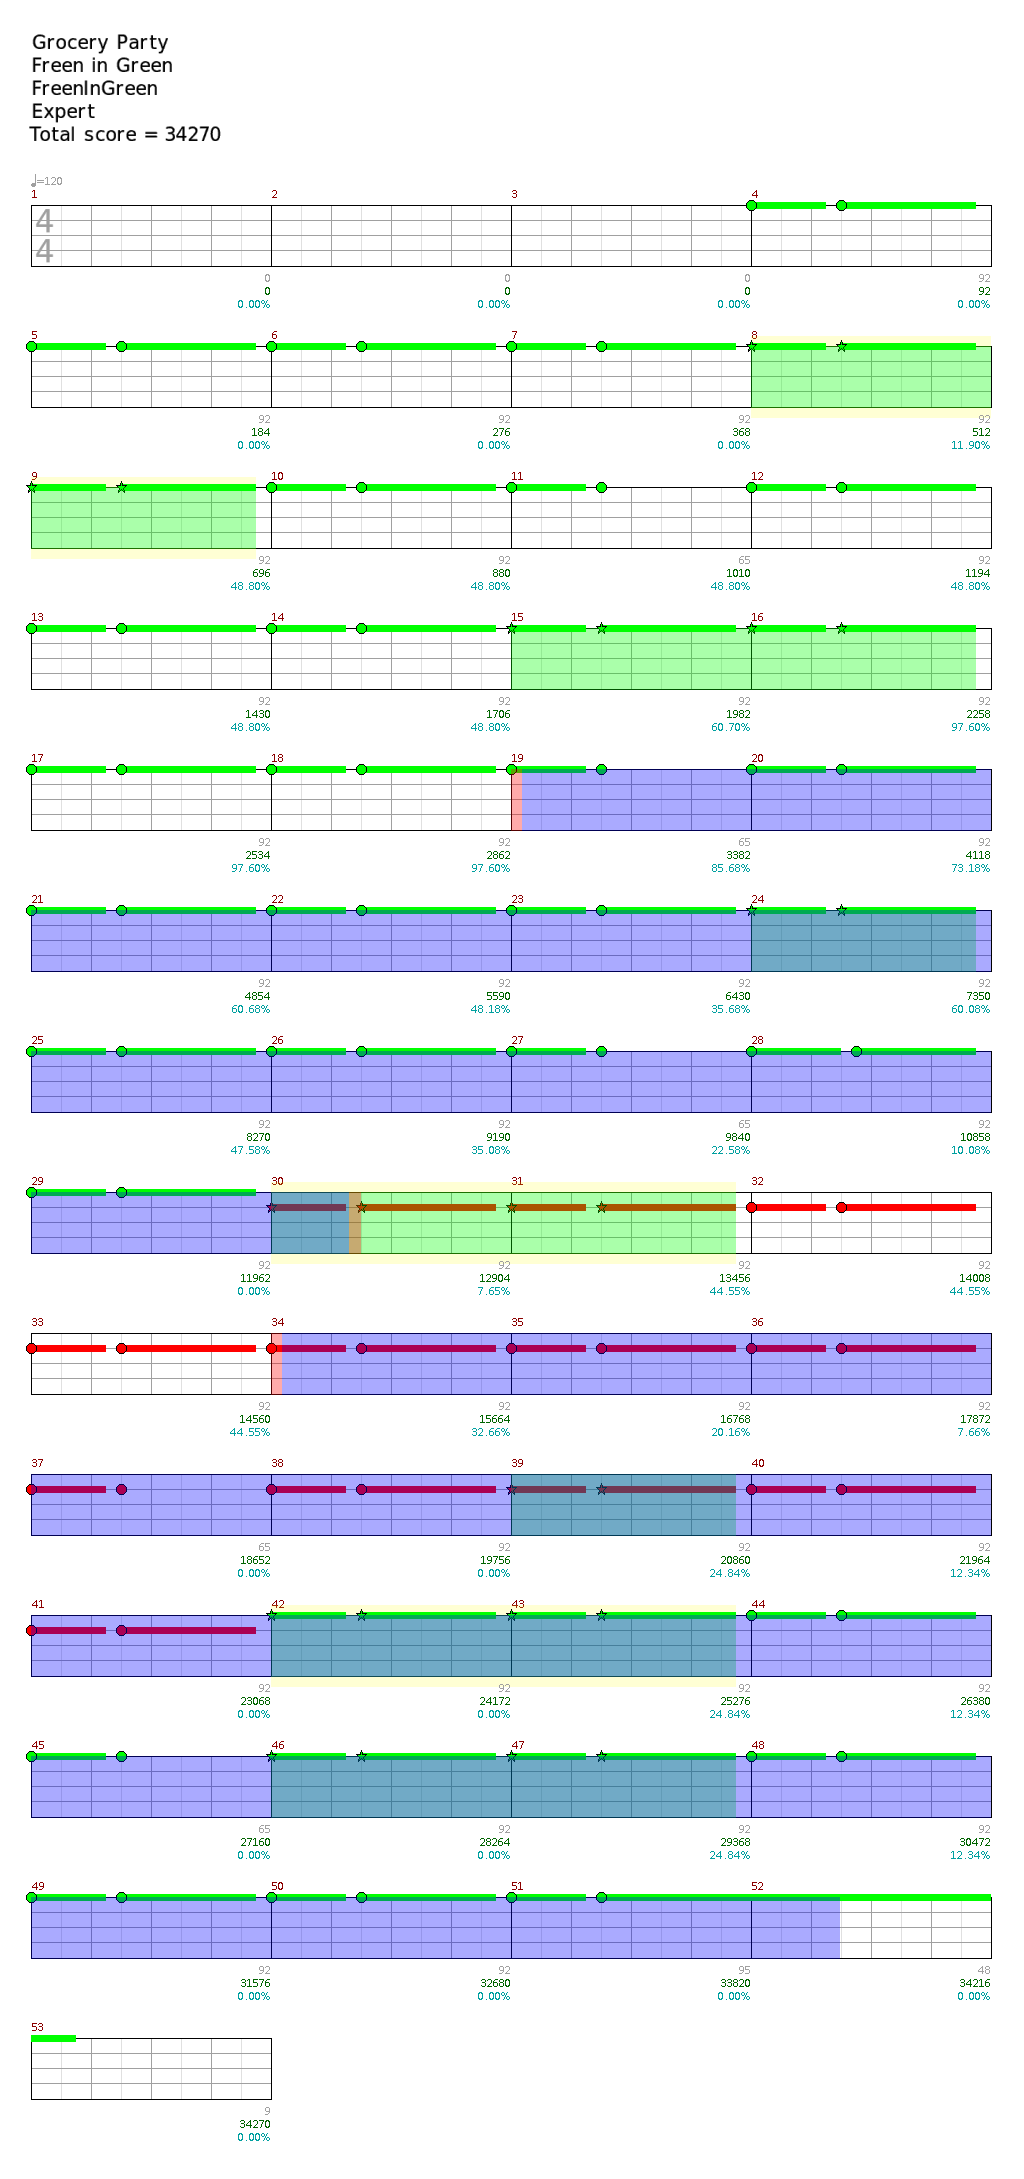 Grocery Party
Freen in Green
FreenInGreen
Expert
Total score = 34270
=120
1 2 3 4
4
4
0 0 0 92
0 0 0 92
0.00% 0.00% 0.00% 0.00%
5 6 7 8
92 92 92 92
184 276 368 512
0.00% 0.00% 0.00% 11.90%
9 10 11 12
92 92 65 92
696 880 1010 1194
48.80% 48.80% 48.80% 48.80%
13 14 15 16
92 92 92 92
1430 1706 1982 2258
48.80% 48.80% 60.70% 97.60%
17 18 19 20
92 92 65 92
2534 2862 3382 4118
97.60% 97.60% 85.68% 73.18%
21 22 23 24
92 92 92 92
4854 5590 6430 7350
60.68% 48.18% 35.68% 60.08%
25 26 27 28
92 92 65 92
8270 9190 9840 10858
47.58% 35.08% 22.58% 10.08%
29 30 31 32
92 92 92 92
11962 12904 13456 14008
0.00% 7.65% 44.55% 44.55%
33 34 35 36
92 92 92 92
14560 15664 16768 17872
44.55% 32.66% 20.16% 7.66%
37 38 39 40
65 92 92 92
18652 19756 20860 21964
0.00% 0.00% 24.84% 12.34%
41 42 43 44
92 92 92 92
23068 24172 25276 26380
0.00% 0.00% 24.84% 12.34%
45 46 47 48
65 92 92 92
27160 28264 29368 30472
0.00% 0.00% 24.84% 12.34%
49 50 51 52
92 92 95 48
31576 32680 33820 34216
0.00% 0.00% 0.00% 0.00%
53
9
34270
0.00%